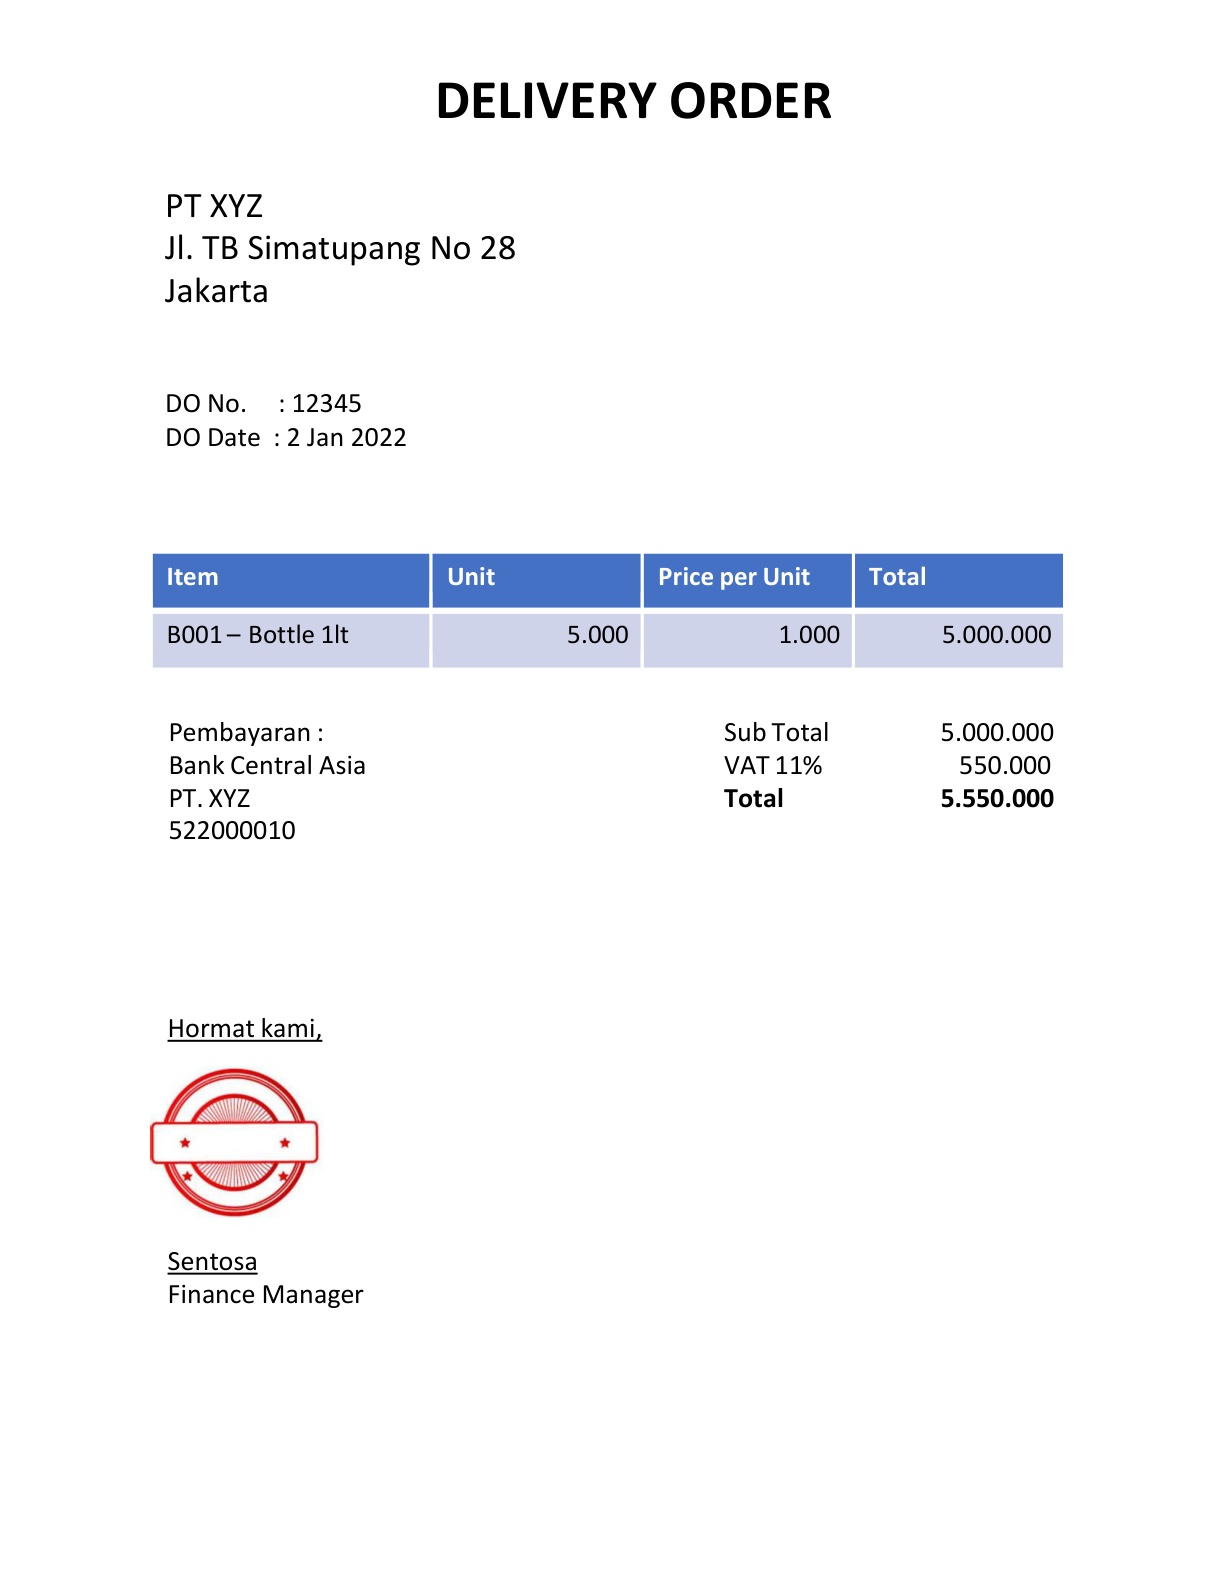 DELIVERY ORDER
PT XYZ
Jl. TB Simatupang No 28
Jakarta
DO No. : 12345
DO Date : 2 Jan 2022
Item Unit Price per Unit Total
B001 – Bottle 1lt 5.000 1.000 5.000.000
Pembayaran : Sub Total 5.000.000
Bank Central Asia VAT 11% 550.000
PT. XYZ Total 5.550.000
522000010
Hormat kami,
Sentosa
Finance Manager